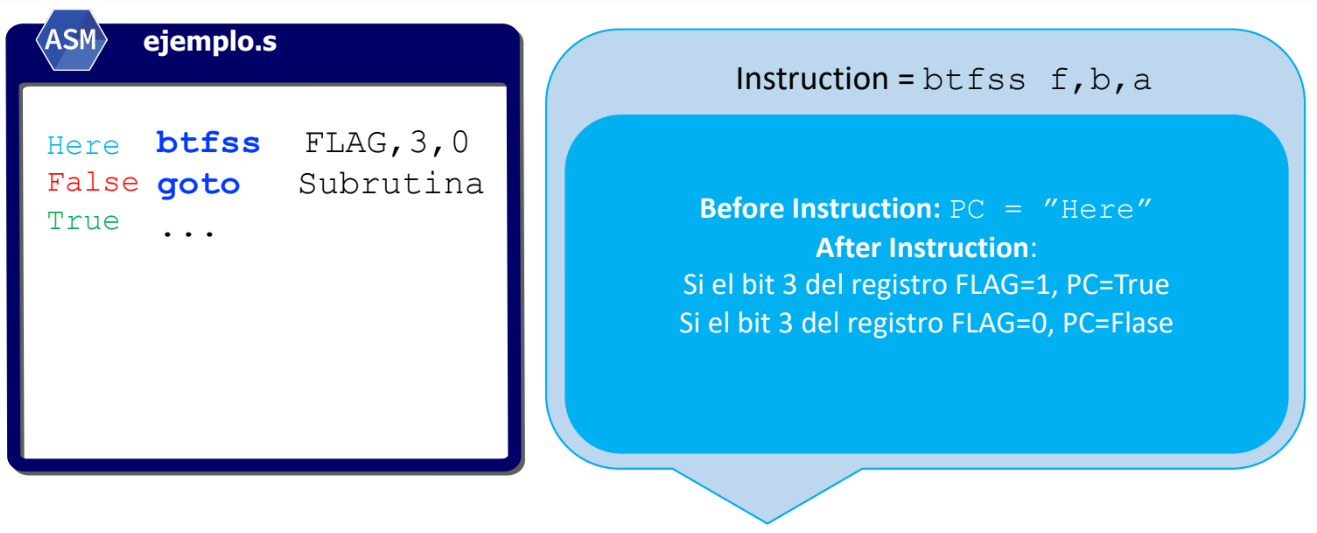 ASM ejemplo.s
Here btfss FLAG,3,0
False goto Subrutina
True ...
Instruction = btfss f,b,a
Before Instruction: PC = "Here"
After Instruction:
Si el bit 3 del registro FLAG=1, PC=True
Si el bit 3 del registro FLAG=0, PC=Flase